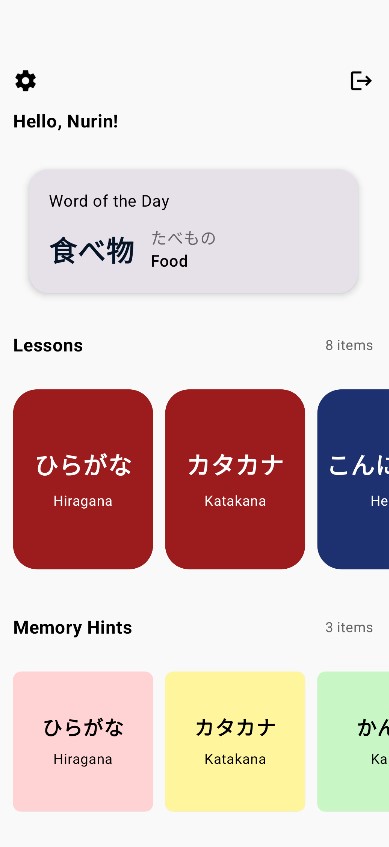 Hello, Nurin!
Word of the Day
食べ物
たべもの
Food
Lessons
8 items
ひらがな
Hiragana
カタカナ
Katakana
こんに
He
Memory Hints
3 items
ひらがな
Hiragana
カタカナ
Katakana
かん
Ka